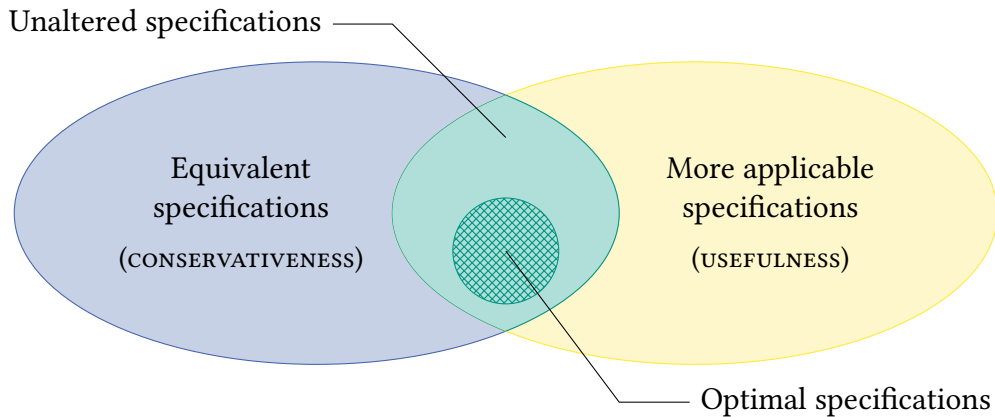 Unaltered specifications
Equivalent
specifications
(CONSERVATIVENESS)
More applicable
specifications
(USEFULNESS)
Optimal specifications